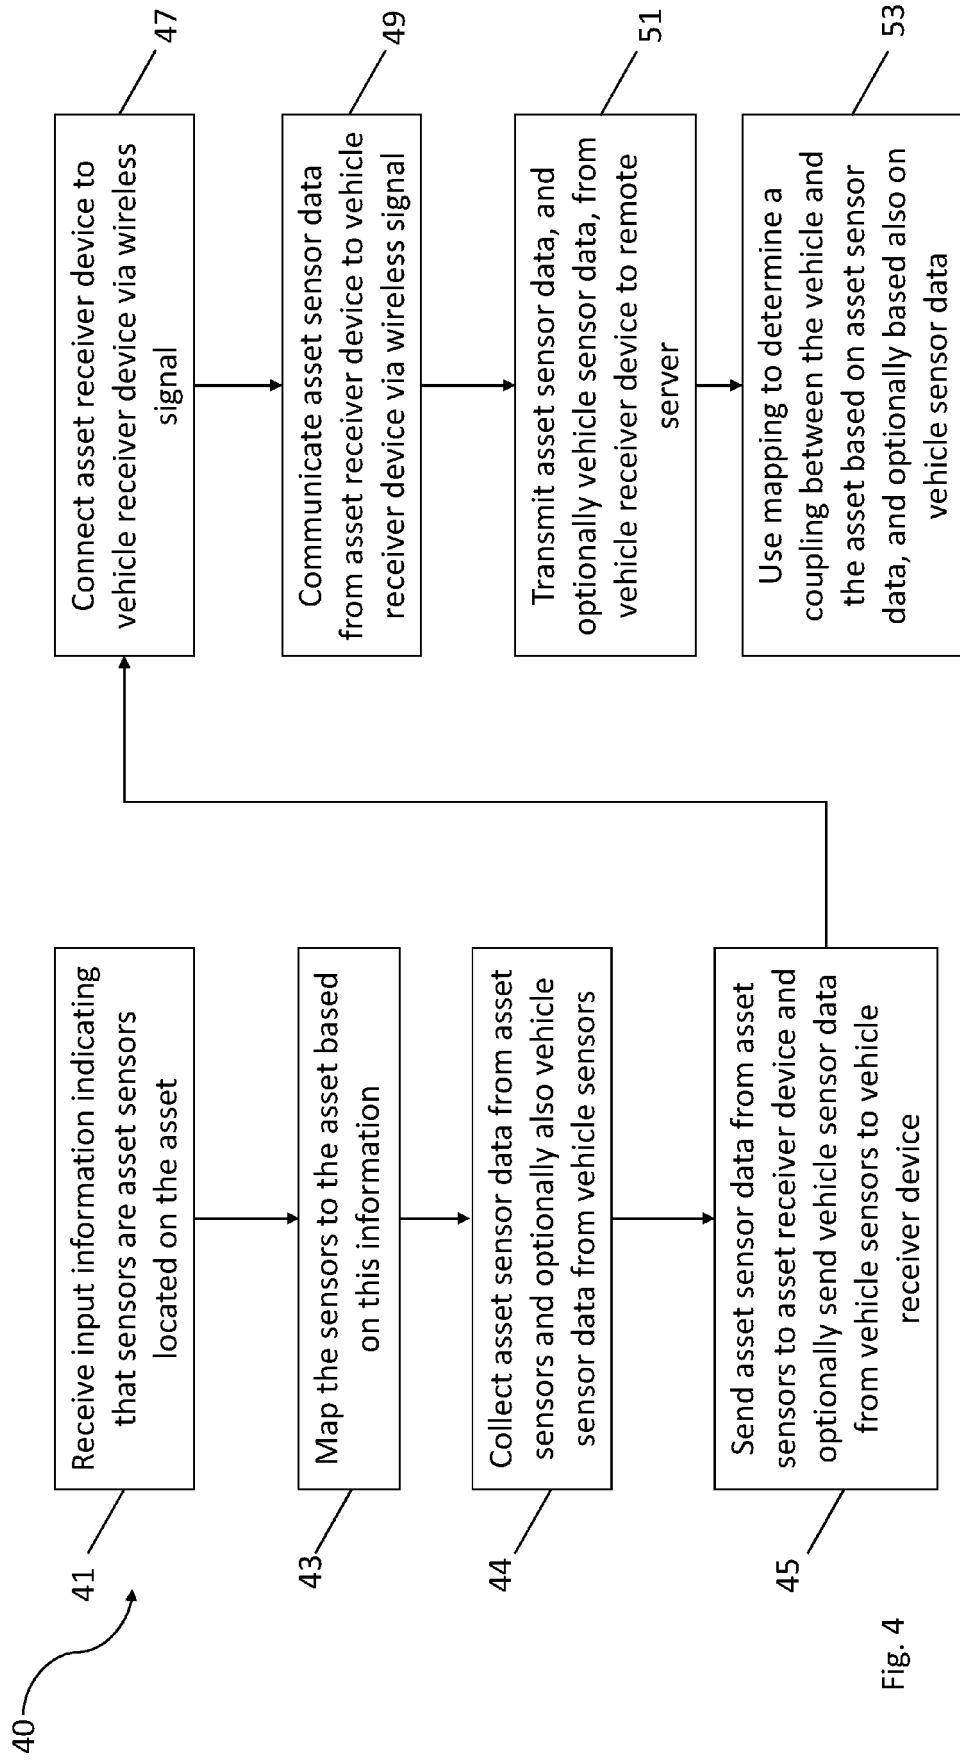 40
41
Receive input information indicating
that sensors are asset sensors
located on the asset
43
Map the sensors to the asset based
on this information
44
Collect asset sensor data from asset
sensors and optionally also vehicle
sensor data from vehicle sensors
45
Send asset sensor data from asset
sensors to asset receiver device and
optionally send vehicle sensor data
from vehicle sensors to vehicle
receiver device
47
Connect asset receiver device to
vehicle receiver device via wireless
signal
49
Communicate asset sensor data
from asset receiver device to vehicle
receiver device via wireless signal
51
Transmit asset sensor data, and
optionally vehicle sensor data, from
vehicle receiver device to remote
server
53
Use mapping to determine a
coupling between the vehicle and
the asset based on asset sensor
data, and optionally based also on
vehicle sensor data
Fig. 4